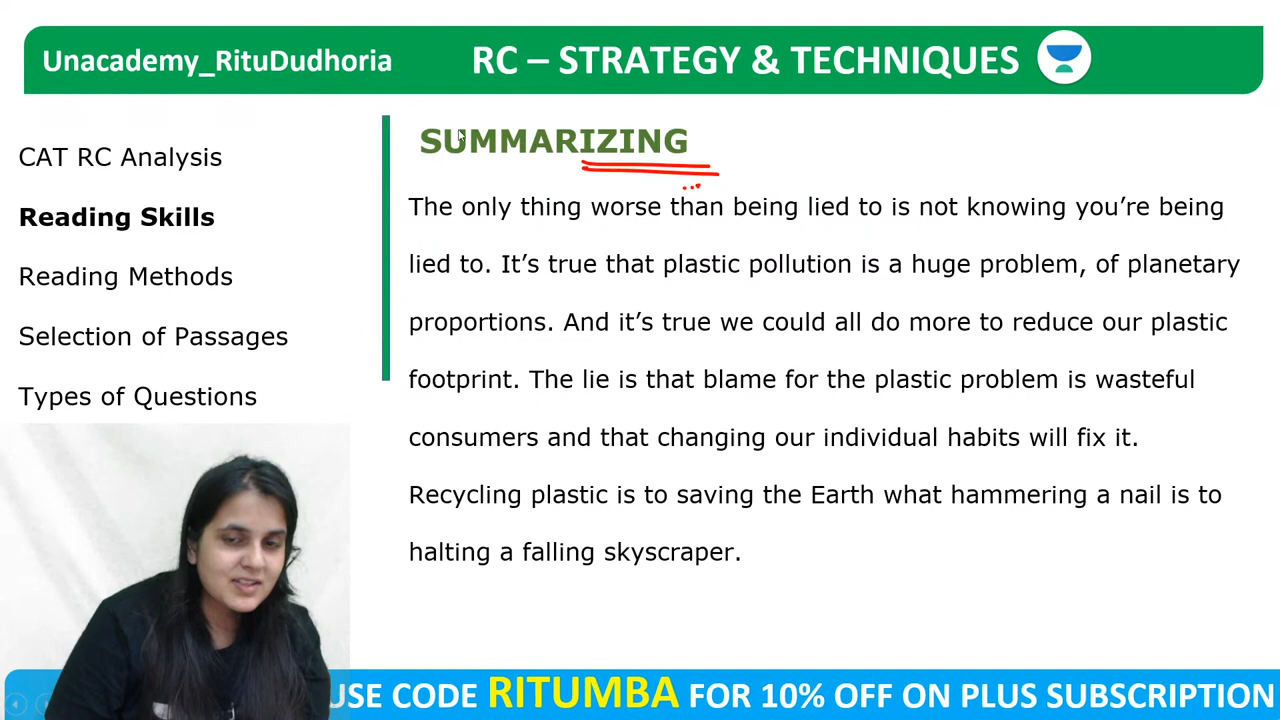 Unacademy_RituDudhoria
RC – STRATEGY & TECHNIQUES
CAT RC Analysis
Reading Skills
Reading Methods
Selection of Passages
Types of Questions
SUMMARIZING
The only thing worse than being lied to is not knowing you’re being
lied to. It’s true that plastic pollution is a huge problem, of planetary
proportions. And it’s true we could all do more to reduce our plastic
footprint. The lie is that blame for the plastic problem is wasteful
consumers and that changing our individual habits will fix it.
Recycling plastic is to saving the Earth what hammering a nail is to
halting a falling skyscraper.
USE CODE RITUMBA FOR 10% OFF ON PLUS SUBSCRIPTION